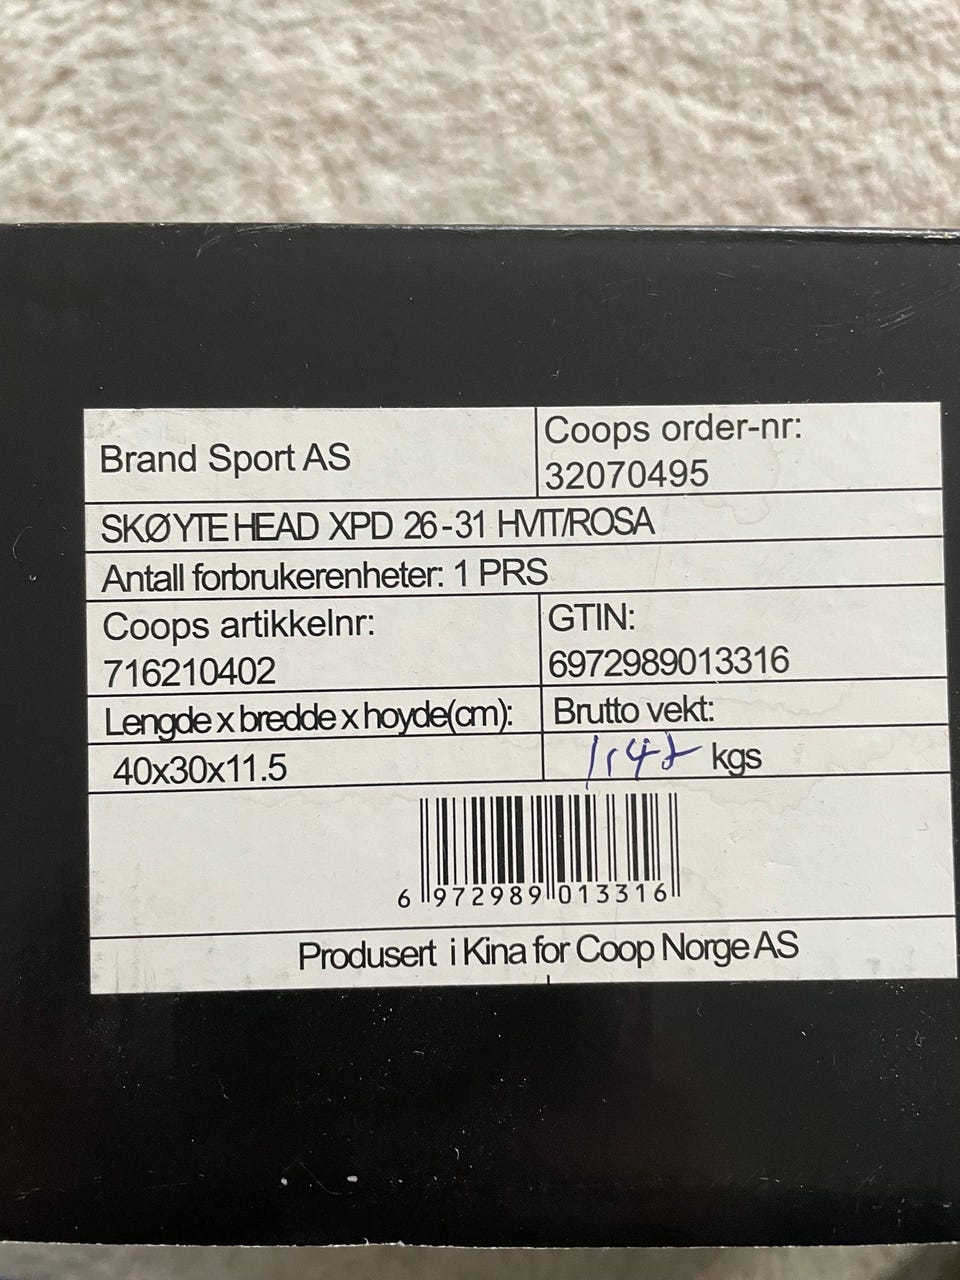 Brand Sport AS
Coops order-nr:
32070495
SKØYTE HEAD XPD 26-31 HVIT/ROSA
Antall forbrukerenheter: 1 PRS
Coops artikkelnr:
716210402
GTIN:
6972989013316
Lengde x bredde x hoyde(cm):
40x30x11.5
Brutto vekt:
kgs
6 972989 013316
Produsert i Kina for Coop Norge AS